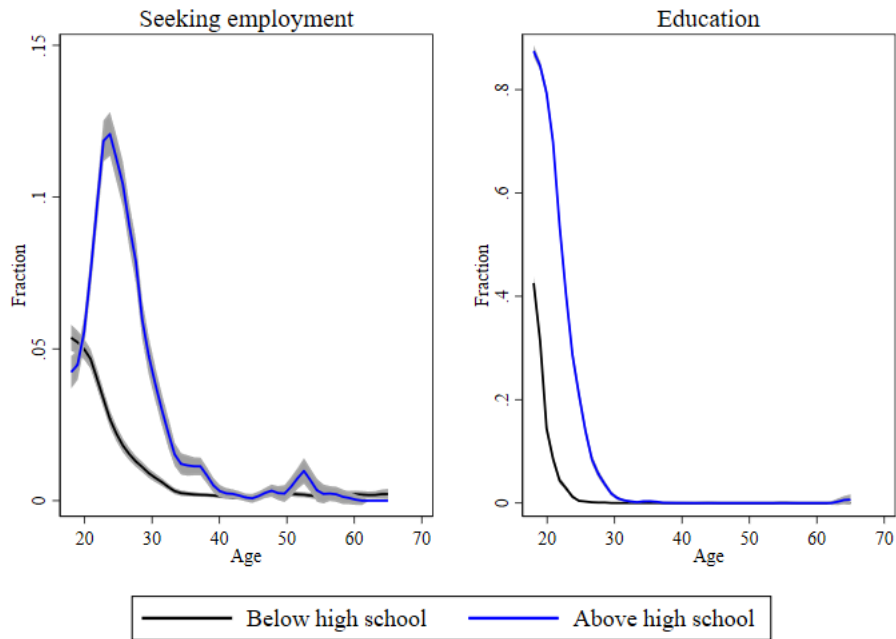 Seeking employment
Education
.15
.1
.05
0
Fraction
20 30 40 50 60 70
Age
.8
.6
.4
.2
0
Fraction
20 30 40 50 60 70
Age
Below high school
Above high school